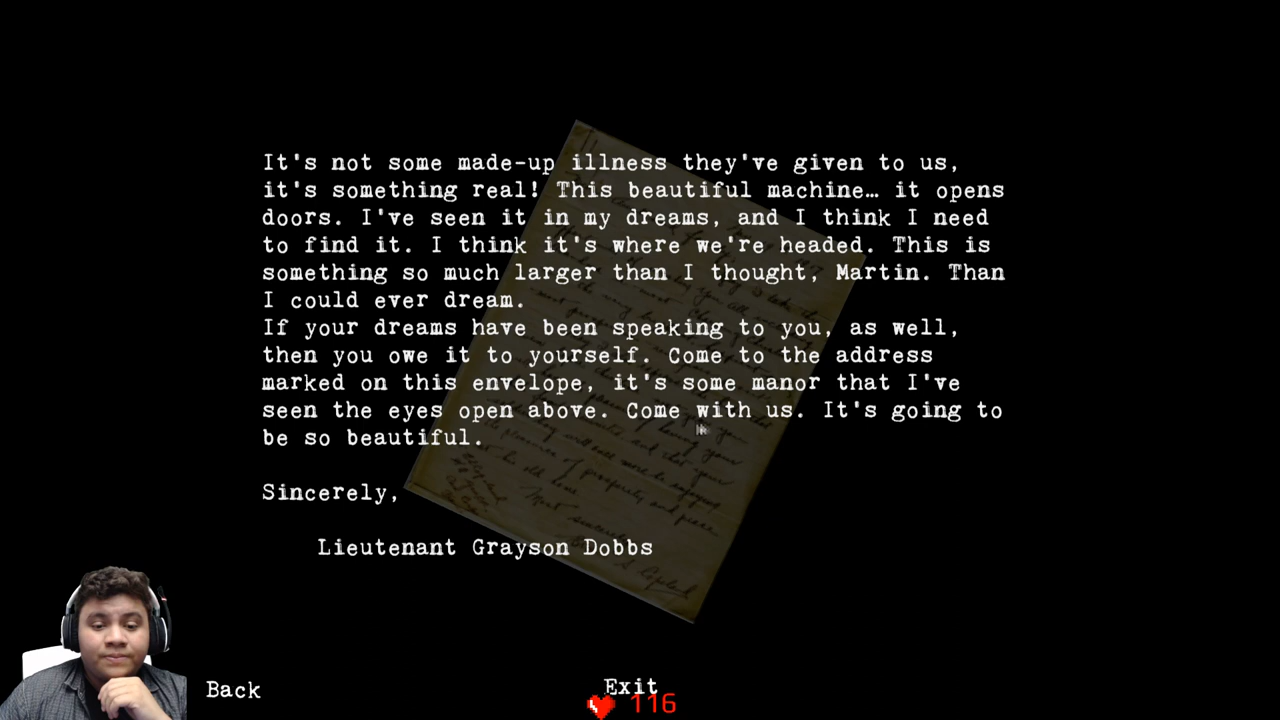 It's not some made-up illness they've given to us,
it's something real! This beautiful machine… it opens
doors. I've seen it in my dreams, and I think I need
to find it. I think it's where we're headed. This is
something so much larger than I thought, Martin. Than
I could ever dream.
If your dreams have been speaking to you, as well,
then you owe it to yourself. Come to the address
marked on this envelope, it's some manor that I've
seen the eyes open above. Come with us. It's going to
be so beautiful.
Sincerely,
Lieutenant Grayson Dobbs
Back
Exit
116